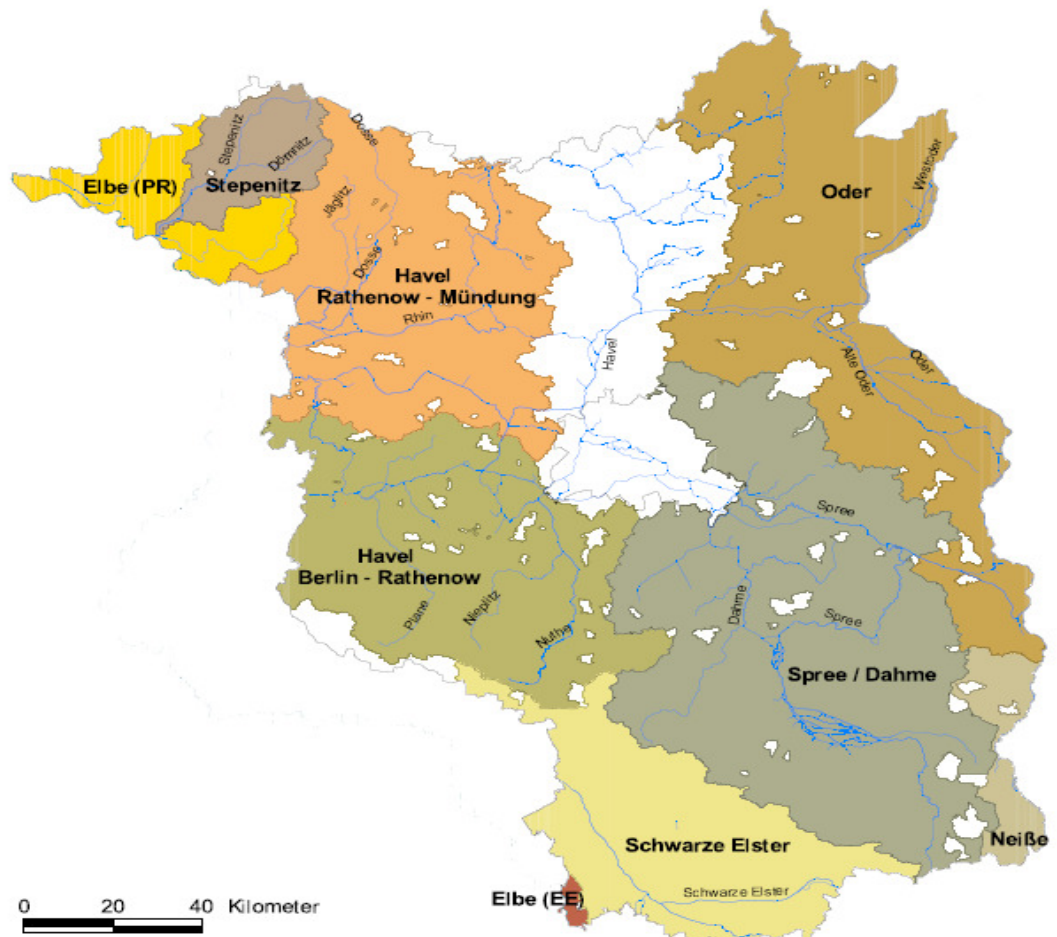 Dosse
Stepenitz
Dömnitz
Elbe (PR)
Stepenitz
Jäglitz
Dosse
Havel
Rathenow - Mündung
Rhin
Havel
Westoder
Oder
Oder
Alte Oder
Spree
Havel
Berlin - Rathenow
Plane
Nieplitz
Nuthe
Dahme
Spree
Spree / Dahme
Neiße
Schwarze Elster
Schwarze Elster
Elbe (EE)
0 20 40 Kilometer